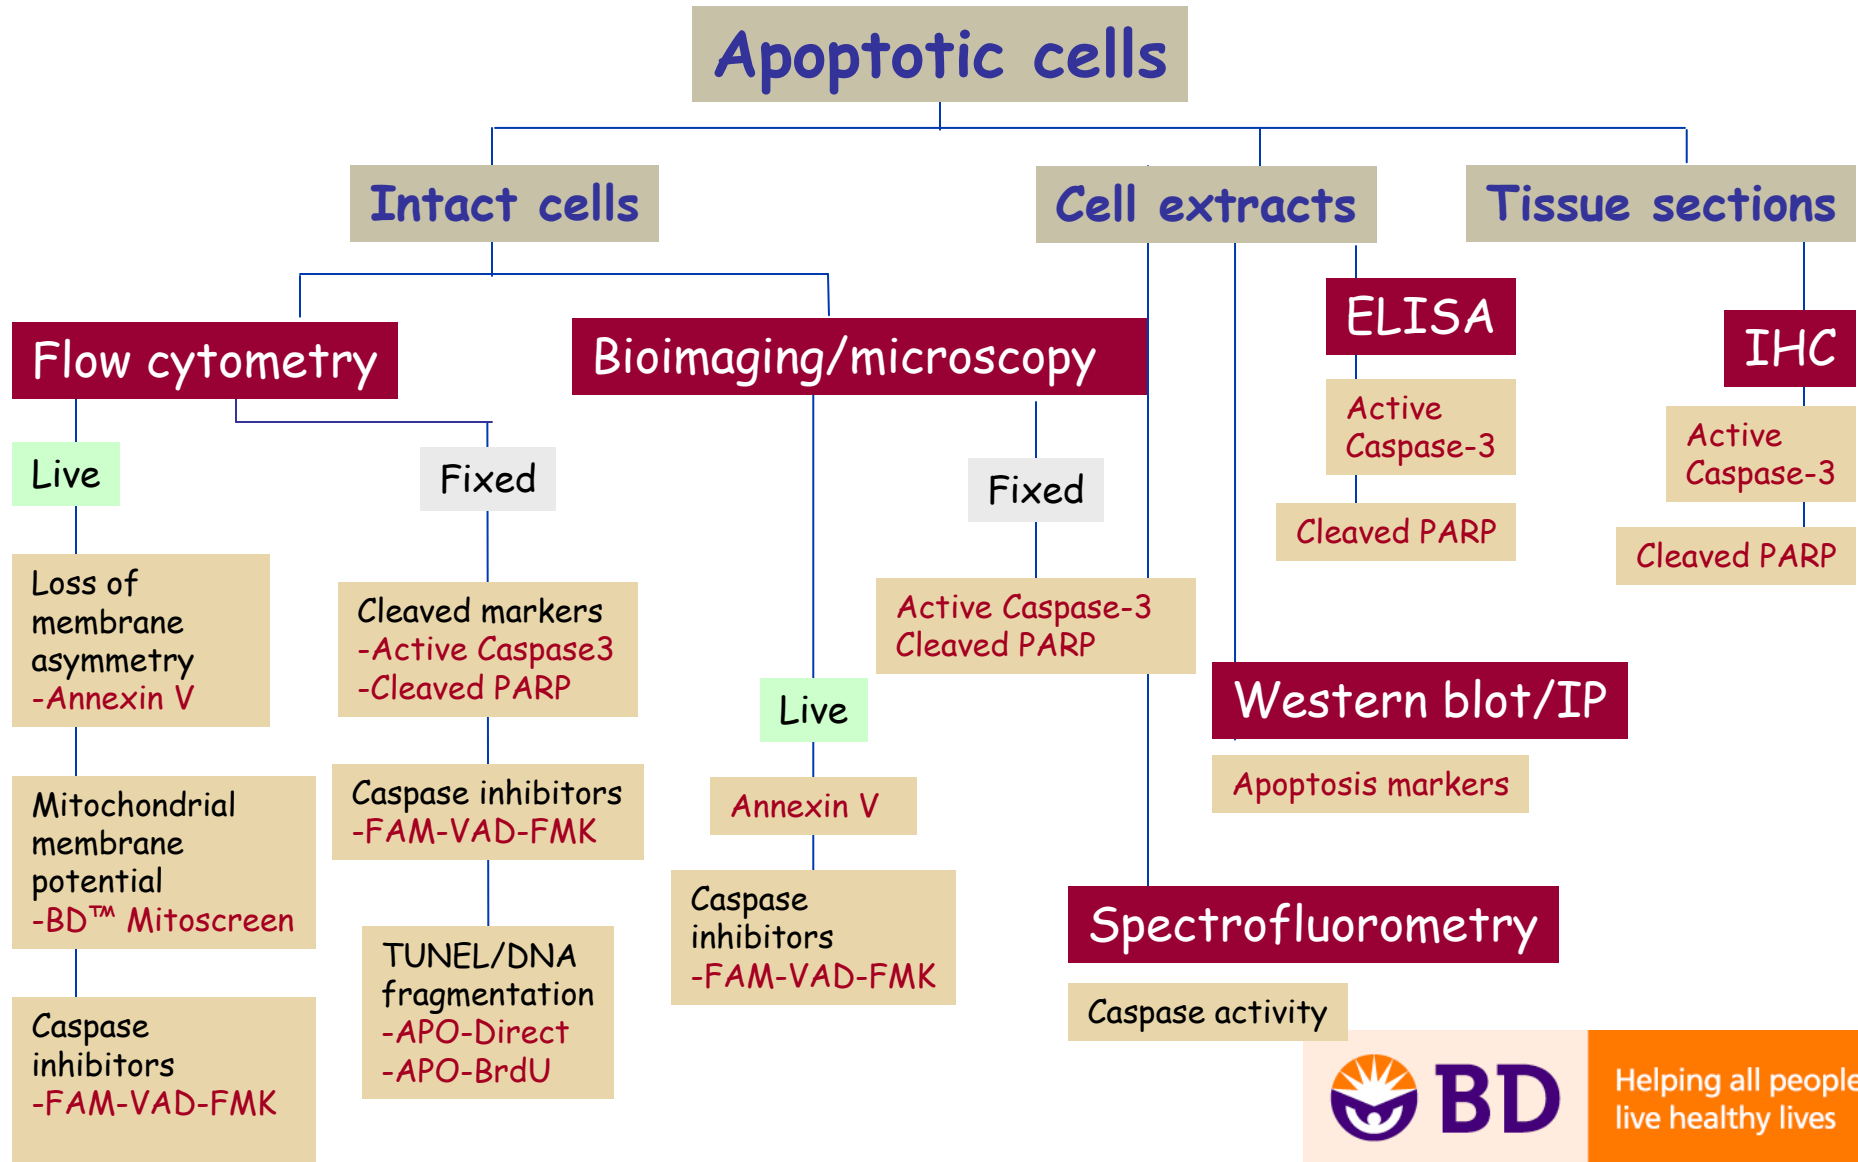 Apoptotic cells
Intact cells
Cell extracts
Tissue sections
Flow cytometry
Live
Loss of
membrane
asymmetry
-Annexin V
Mitochondrial
membrane
potential
-BD™ Mitoscreen
Caspase
inhibitors
-FAM-VAD-FMK
Fixed
Cleaved markers
-Active Caspase3
-Cleaved PARP
Caspase inhibitors
-FAM-VAD-FMK
TUNEL/DNA
fragmentation
-APO-Direct
-APO-BrdU
Bioimaging/microscopy
Live
Annexin V
Caspase
inhibitors
-FAM-VAD-FMK
Fixed
Active Caspase-3
Cleaved PARP
ELISA
Active
Caspase-3
Cleaved PARP
Western blot/IP
Apoptosis markers
Spectrofluorometry
Caspase activity
IHC
Active
Caspase-3
Cleaved PARP
BD
Helping all people
live healthy lives